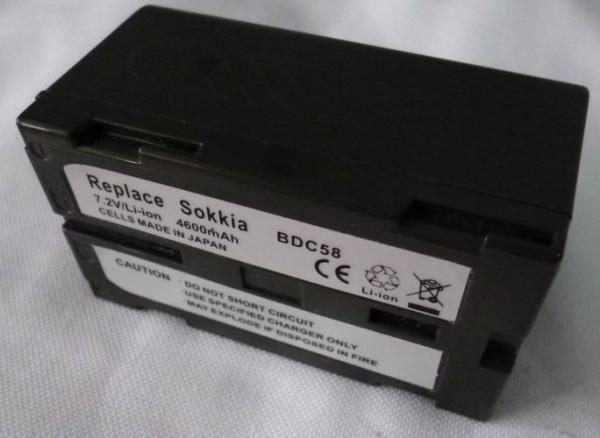 Replace Sokkia
7.2V/Li-ion 4600mAh BDC58
CELLS MADE IN JAPAN
CE
Li-ion
CAUTION
· DO NOT SHORT CIRCUIT
· USE SPECIFIED CHARGER ONLY
· MAY EXPLODE IF DISPOSED IN FIRE